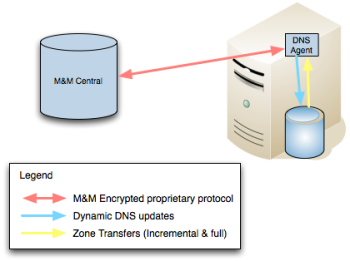 DNS
Agent
M&M Central
Legend
M&M Encrypted proprietary protocol
Dynamic DNS updates
Zone Transfers (Incremental & full)